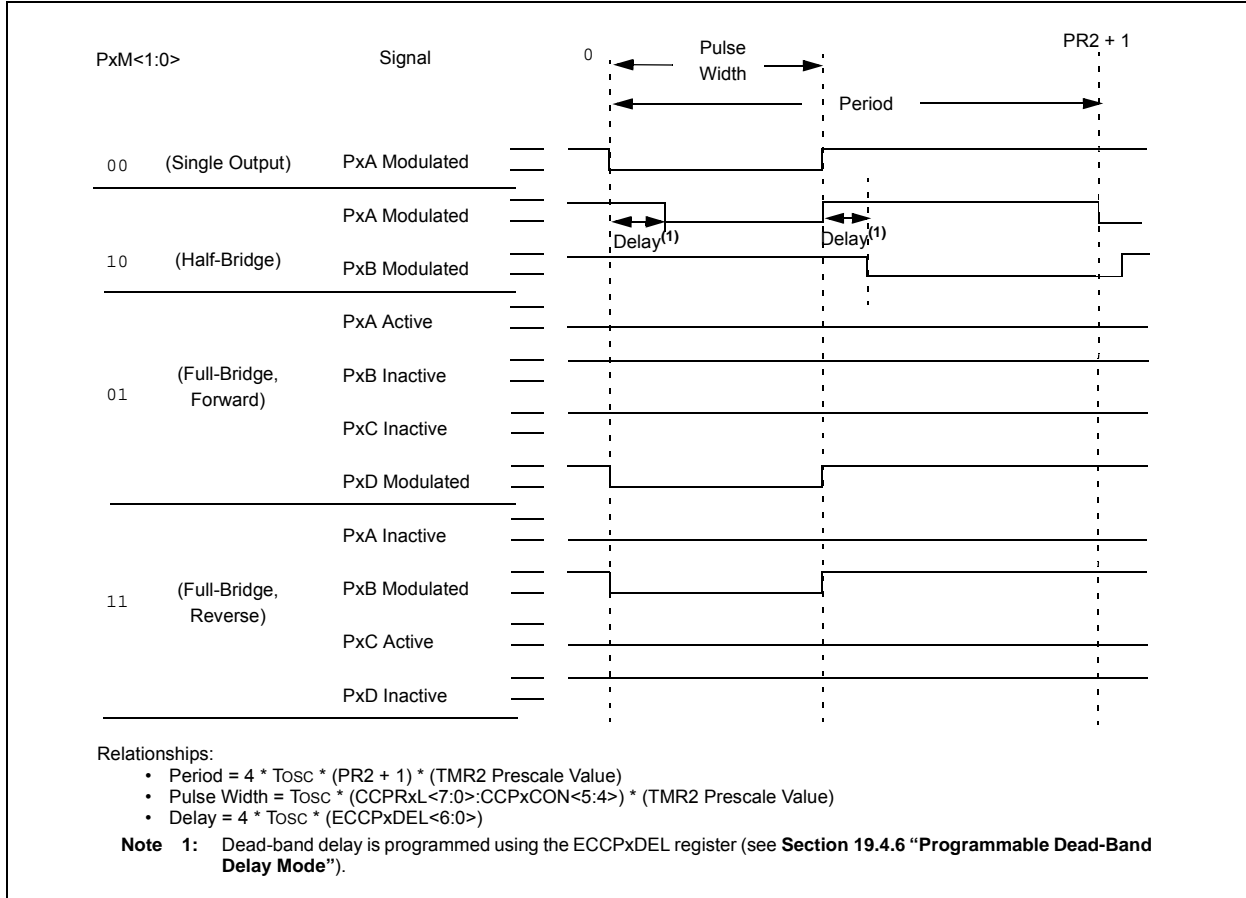 PxM<1:0> Signal 0 Pulse Width PR2 + 1
Period
00 (Single Output) PxA Modulated
PxA Modulated
Delay(1) Delay(1)
10 (Half-Bridge) PxB Modulated
PxA Active
01 (Full-Bridge, Forward) PxB Inactive
PxC Inactive
PxD Modulated
PxA Inactive
11 (Full-Bridge, Reverse) PxB Modulated
PxC Active
PxD Inactive
Relationships:
• Period = 4 * TOSC * (PR2 + 1) * (TMR2 Prescale Value)
• Pulse Width = TOSC * (CCPRxL<7:0>:CCPxCON<5:4>) * (TMR2 Prescale Value)
• Delay = 4 * TOSC * (ECCPxDEL<6:0>)
Note 1: Dead-band delay is programmed using the ECCPxDEL register (see Section 19.4.6 “Programmable Dead-Band
Delay Mode”).